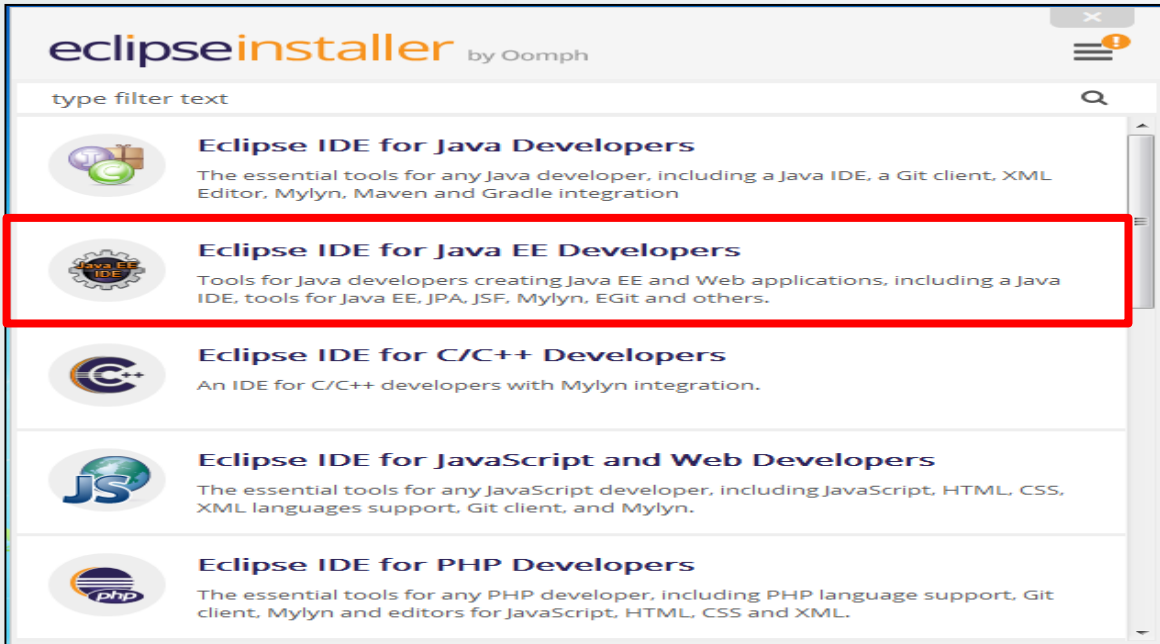 eclipseinstaller by Oomph
type filter text
Eclipse IDE for Java Developers
The essential tools for any Java developer, including a Java IDE, a Git client, XML
Editor, Mylyn, Maven and Gradle integration
Eclipse IDE for Java EE Developers
Java EE
IDE
Tools for Java developers creating Java EE and Web applications, including a Java
IDE, tools for Java EE, JPA, JSF, Mylyn, EGit and others.
Eclipse IDE for C/C++ Developers
C++
An IDE for C/C++ developers with Mylyn integration.
Eclipse IDE for JavaScript and Web Developers
JS
The essential tools for any JavaScript developer, including JavaScript, HTML, CSS,
XML languages support, Git client, and Mylyn.
Eclipse IDE for PHP Developers
php
The essential tools for any PHP developer, including PHP language support, Git
client, Mylyn and editors for JavaScript, HTML, CSS and XML.